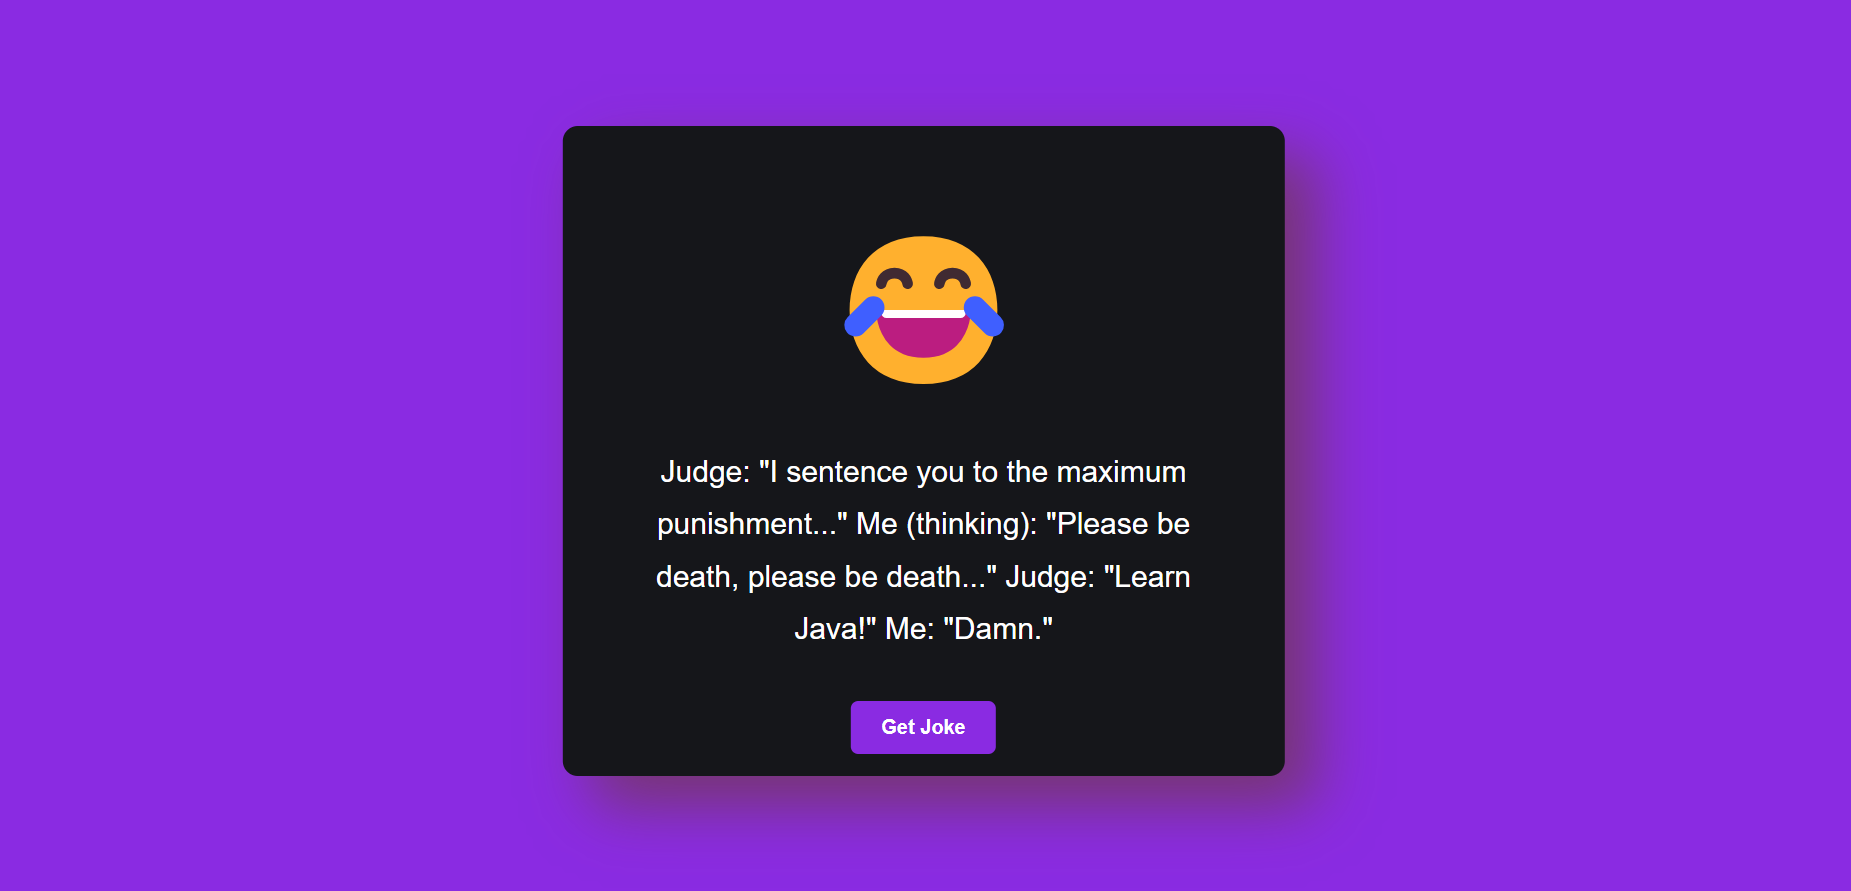 Judge: "I sentence you to the maximum
punishment..." Me (thinking): "Please be
death, please be death..." Judge: "Learn
Java!" Me: "Damn."
Get Joke